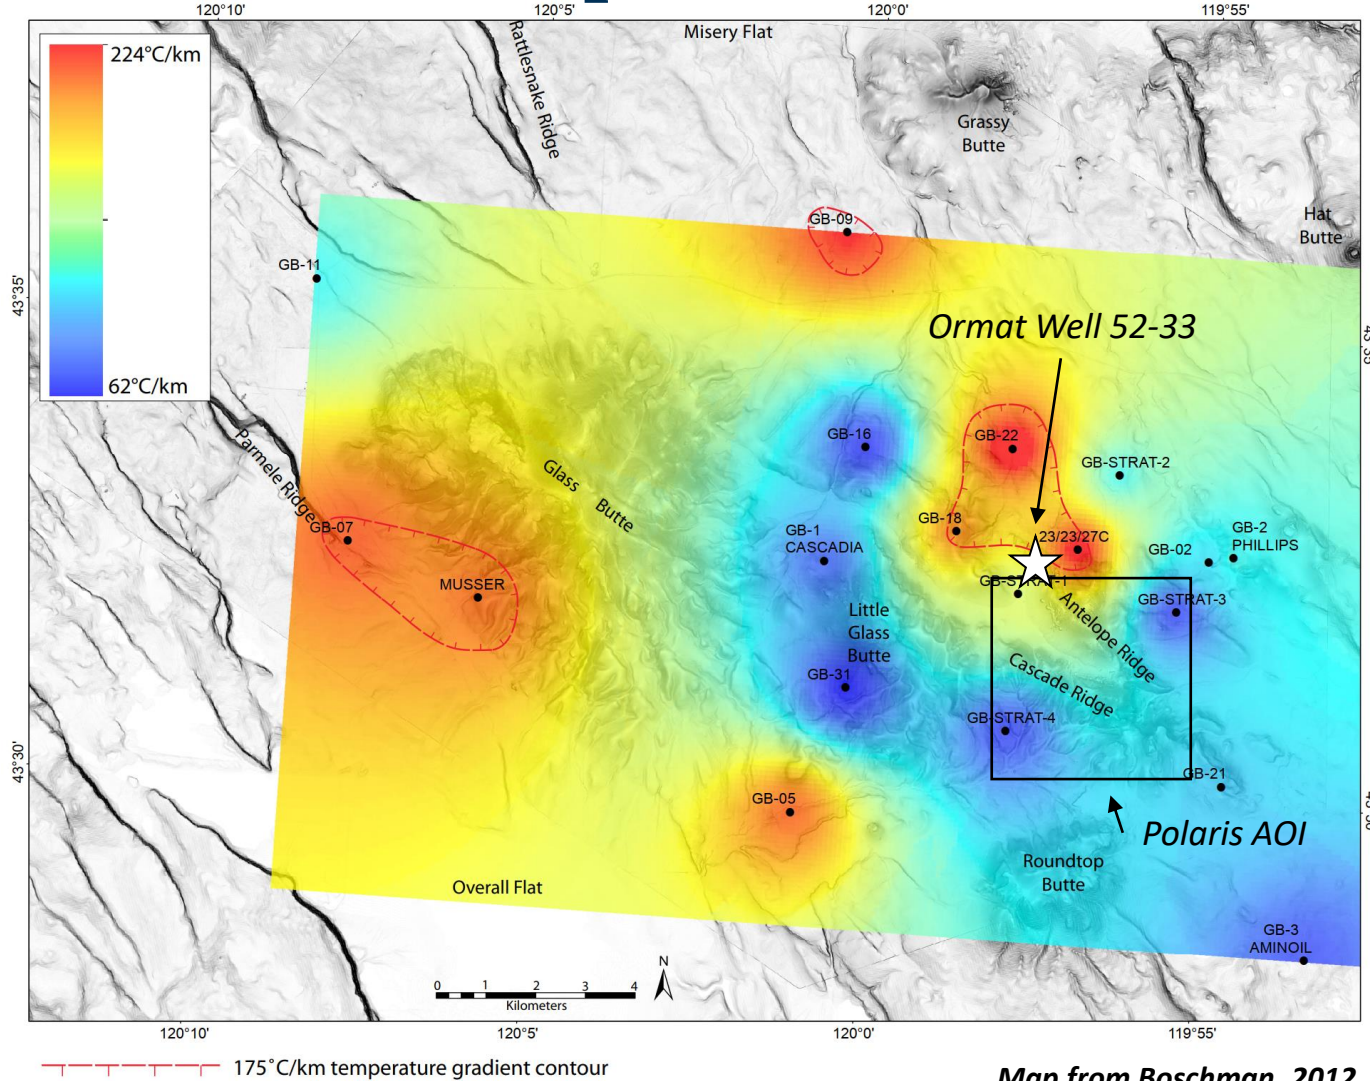 120°10'
120°5'
120°0'
119°55'
224°C/km
62°C/km
Rattlesnake Ridge
Misery Flat
Grassy
Butte
Hat
Butte
GB-09
GB-11
43°35'
Ormat Well 52-33
GB-16
GB-22
GB-STRAT-2
Parmele Ridge
Glass Butte
GB-07
GB-18
GB-1
CASCADIA
23/23/27C
GB-02
GB-2
PHILLIPS
MUSSER
GB-STRAT-1
GB-STRAT-3
Little
Glass
Butte
Antelope Ridge
Cascade Ridge
GB-31
GB-STRAT-4
43°30'
GB-21
GB-05
Polaris AOI
Roundtop
Butte
Overall Flat
GB-3
AMINOIL
N
0 1 2 3 4
Kilometers
120°10'
120°5'
120°0'
119°55'
175°C/km temperature gradient contour
Map from Boschman, 2012